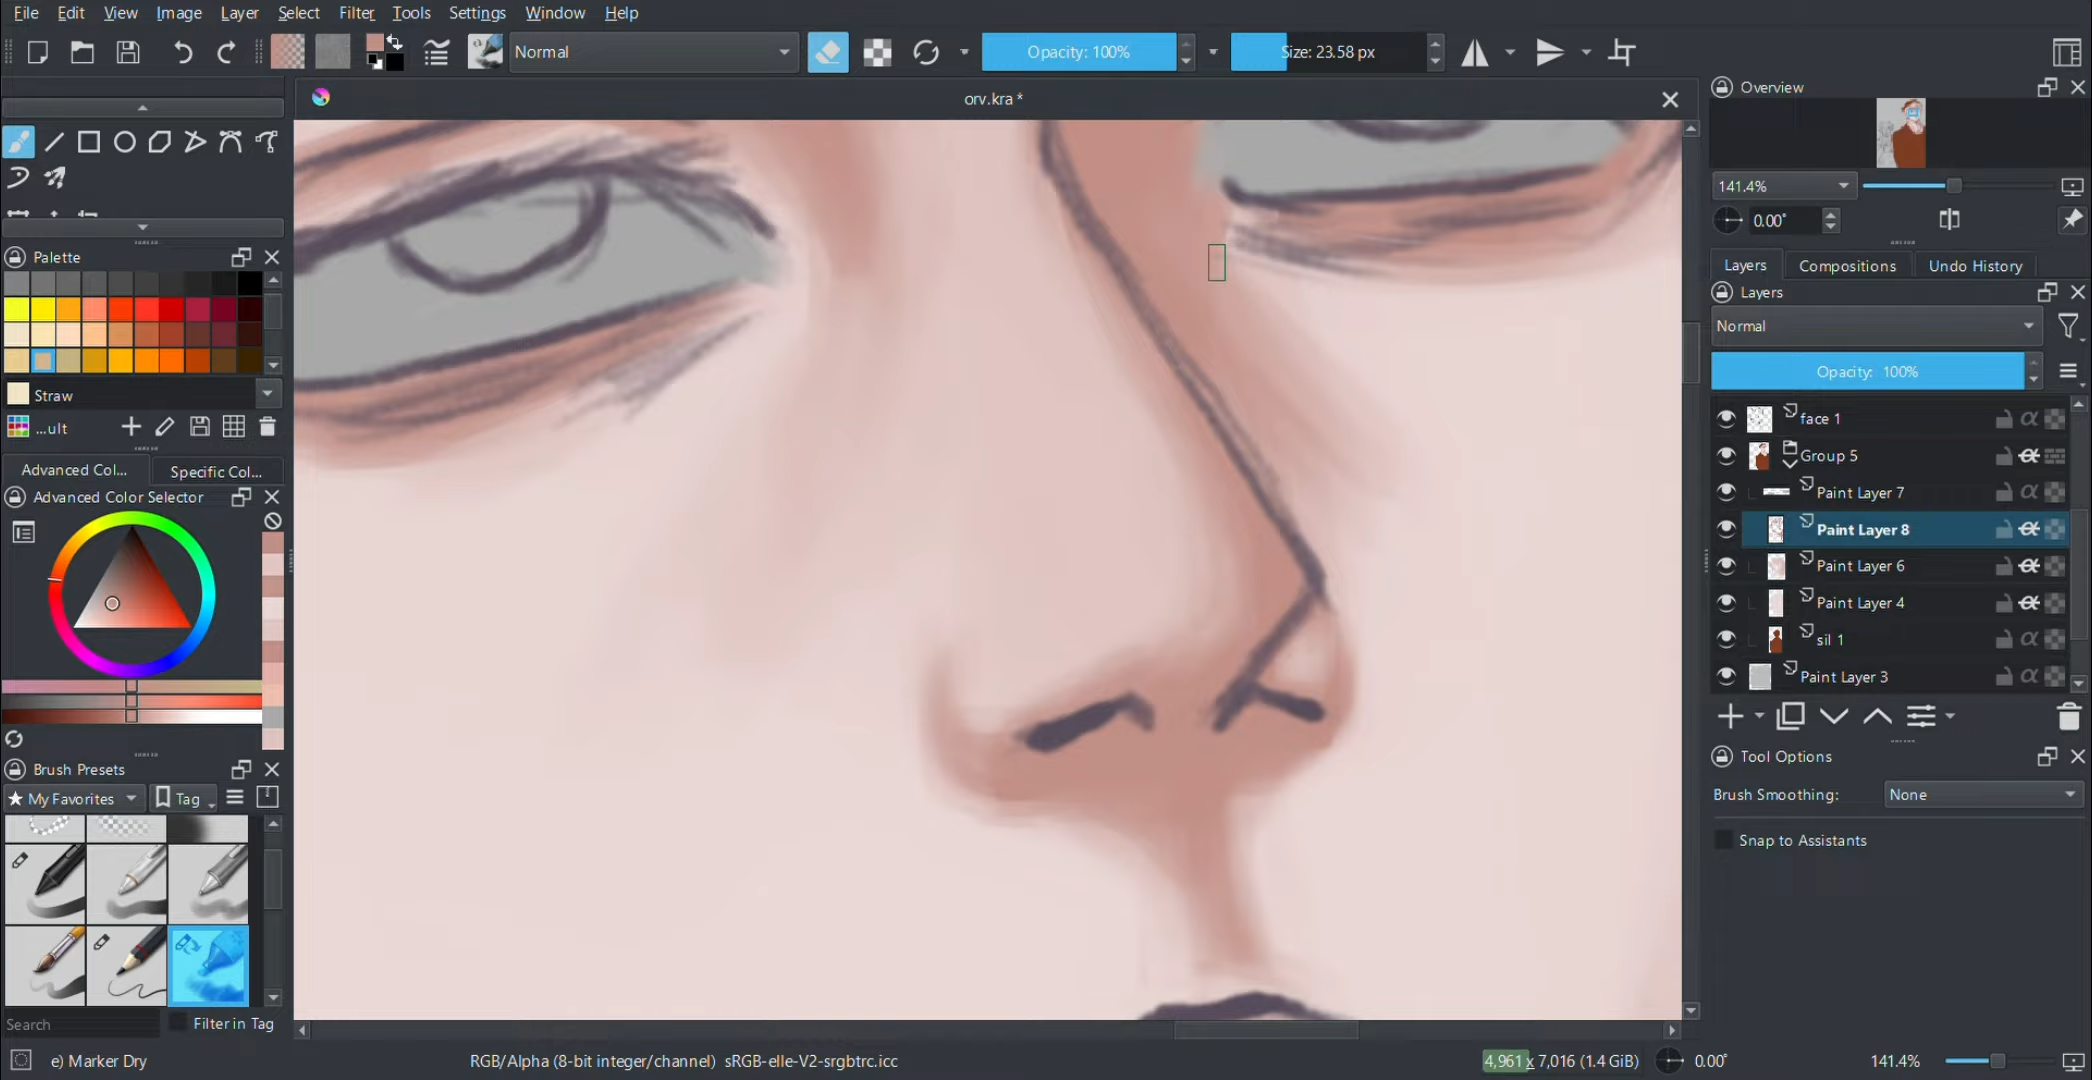 File Edit View Image Layer Select Filter Tools Settings Window Help
Normal Opacity: 100% Size: 23.58 px
orv.kra *
Palette
Straw
...ult
Advanced Col... Specific Col...
Advanced Color Selector
Brush Presets
My Favorites Tag
Search Filter in Tag
e) Marker Dry
RGB/Alpha (8-bit integer/channel) sRGB-elle-V2-srgbtrc.icc
4,961 x 7,016 (1.4 GiB) 0.00° 141.4%
Overview
141.4%
0.00°
Layers Compositions Undo History
Layers
Normal
Opacity: 100%
face 1
Group 5
Paint Layer 7
Paint Layer 8
Paint Layer 6
Paint Layer 4
sil 1
Paint Layer 3
Tool Options
Brush Smoothing: None
Snap to Assistants